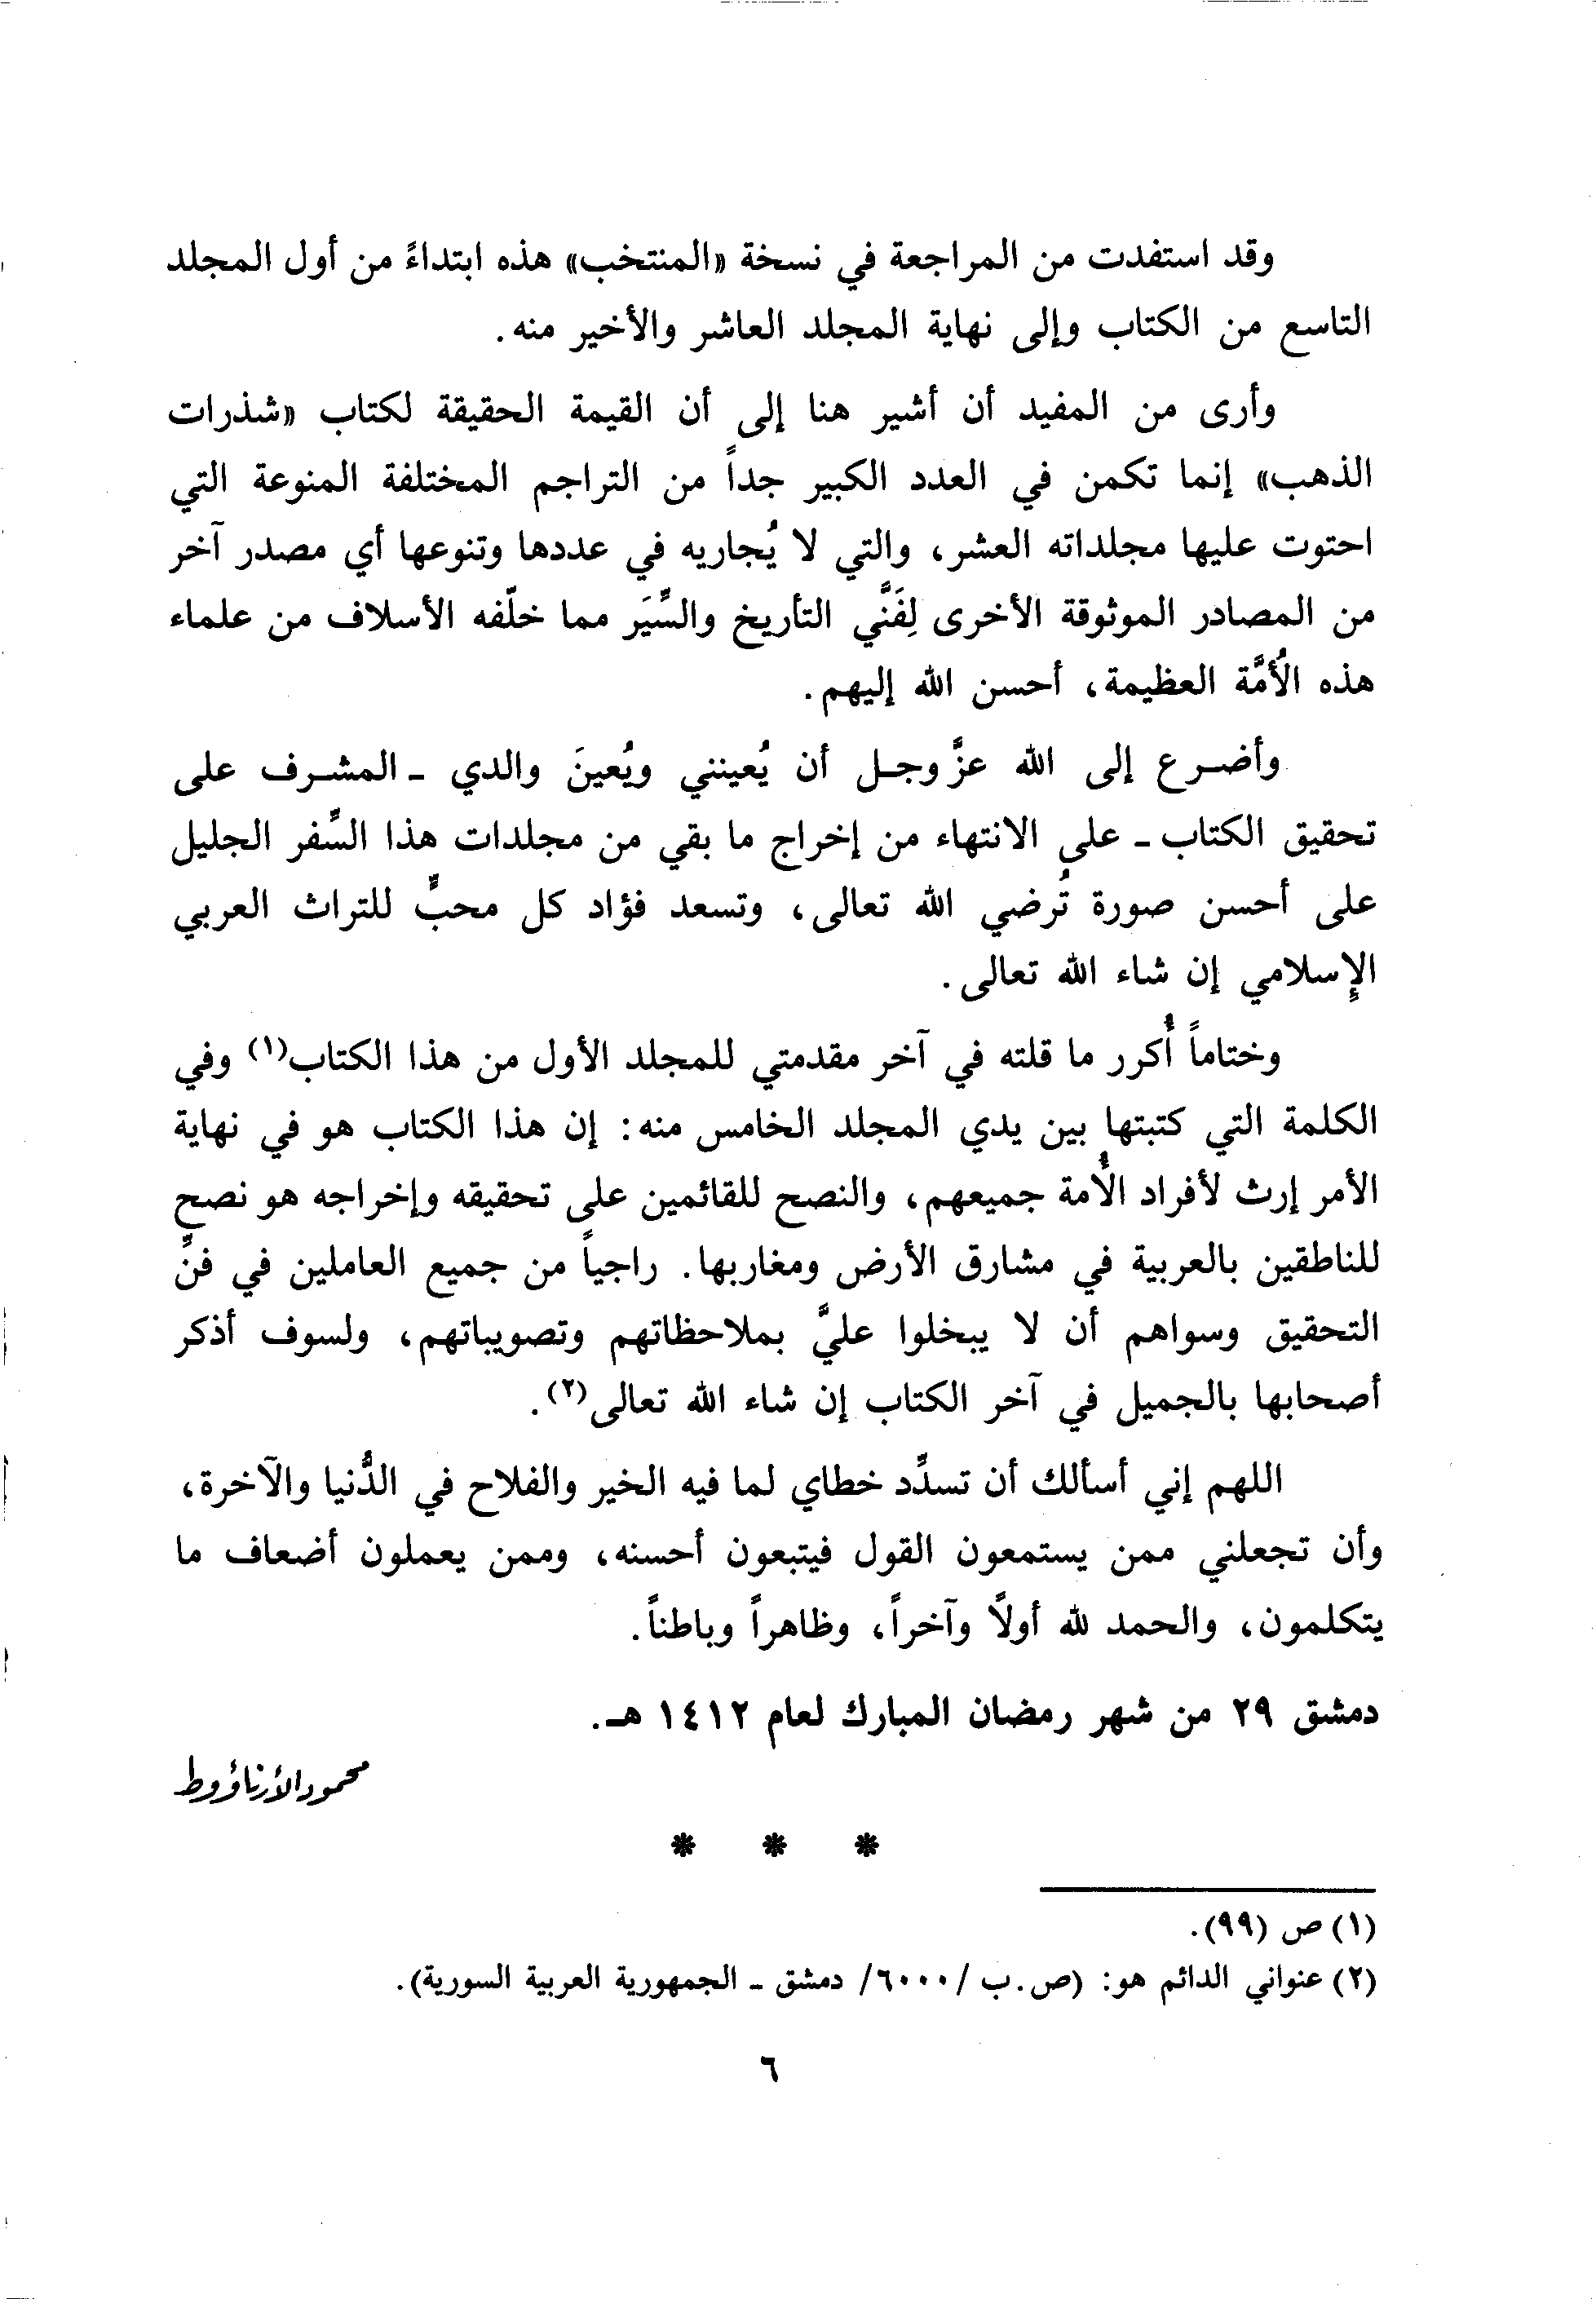 وقد استفدت من المراجعة في نسخة «المنتخب» هذه ابتداءً من أول المجلد
التاسع من الكتاب وإلى نهاية المجلد العاشر والأخير منه.
وأرى من المفيد أن أشير هنا إلى أن القيمة الحقيقة لكتاب «شذرات
الذهب» إنما تكمن في العدد الكبير جداً من التراجم المختلفة المنوعة التي
احتوت عليها مجلداته العشر، والتي لا يُجاريه في عددها وتنوعها أي مصدر آخر
من المصادر الموثوقة الأخرى لِفَنَّي التأريخ والسِّيَر مما خلّفه الأسلاف من علماء
هذه الأُمَّة العظيمة، أحسن الله إليهم.
وأضرع إلى الله عزَّ وجل أن يُعينني ويُعينَ والدي ـ المشرف على
تحقيق الكتاب ـ على الانتهاء من إخراج ما بقي من مجلدات هذا السِّفر الجليل
على أحسن صورة تُرضي الله تعالى، وتسعد فؤاد كل محبٍّ للتراث العربي
الإِسلامي إن شاء الله تعالى.
وختاماً أُكرر ما قلته في آخر مقدمتي للمجلد الأول من هذا الكتاب(١) وفي
الكلمة التي كتبتها بين يدي المجلد الخامس منه: إن هذا الكتاب هو في نهاية
الأمر إرث لأفراد الأُمة جميعهم، والنصح للقائمين على تحقيقه وإخراجه هو نصح
للناطقين بالعربية في مشارق الأرض ومغاربها. راجياً من جميع العاملين في فنِّ
التحقيق وسواهم أن لا يبخلوا عليَّ بملاحظاتهم وتصويباتهم، ولسوف أذكر
أصحابها بالجميل في آخر الكتاب إن شاء الله تعالى(٢).
اللهم إني أسألك أن تسدِّد خطاي لما فيه الخير والفلاح في الدُّنيا والآخرة،
وأن تجعلني ممن يستمعون القول فيتبعون أحسنه، وممن يعملون أضعاف ما
يتكلمون، والحمد لله أولاً وآخراً، وظاهراً وباطناً.
دمشق ٢٩ من شهر رمضان المبارك لعام ١٤١٢ هـ.
محمود الأرناؤوط
* * *
(١) ص (٩٩).
(٢) عنواني الدائم هو: (ص.ب /٦٠٠٠/ دمشق ـ الجمهورية العربية السورية).
٦